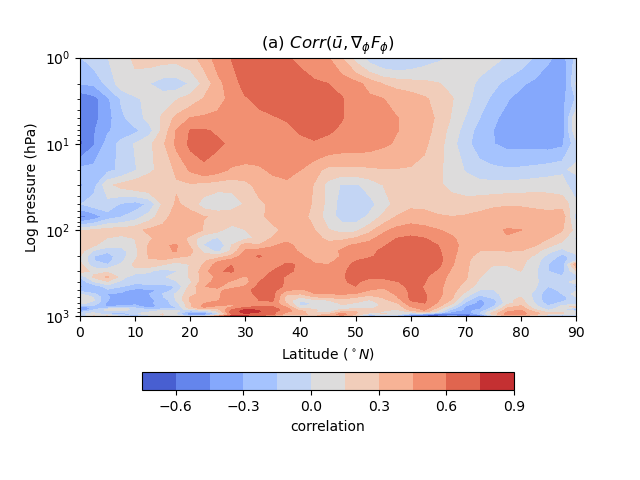 (a) Corr(ū, ∇ϕFϕ)
Log pressure (hPa)
10⁰
10¹
10²
10³
0 10 20 30 40 50 60 70 80 90
Latitude (°N)
−0.6 −0.3 0.0 0.3 0.6 0.9
correlation